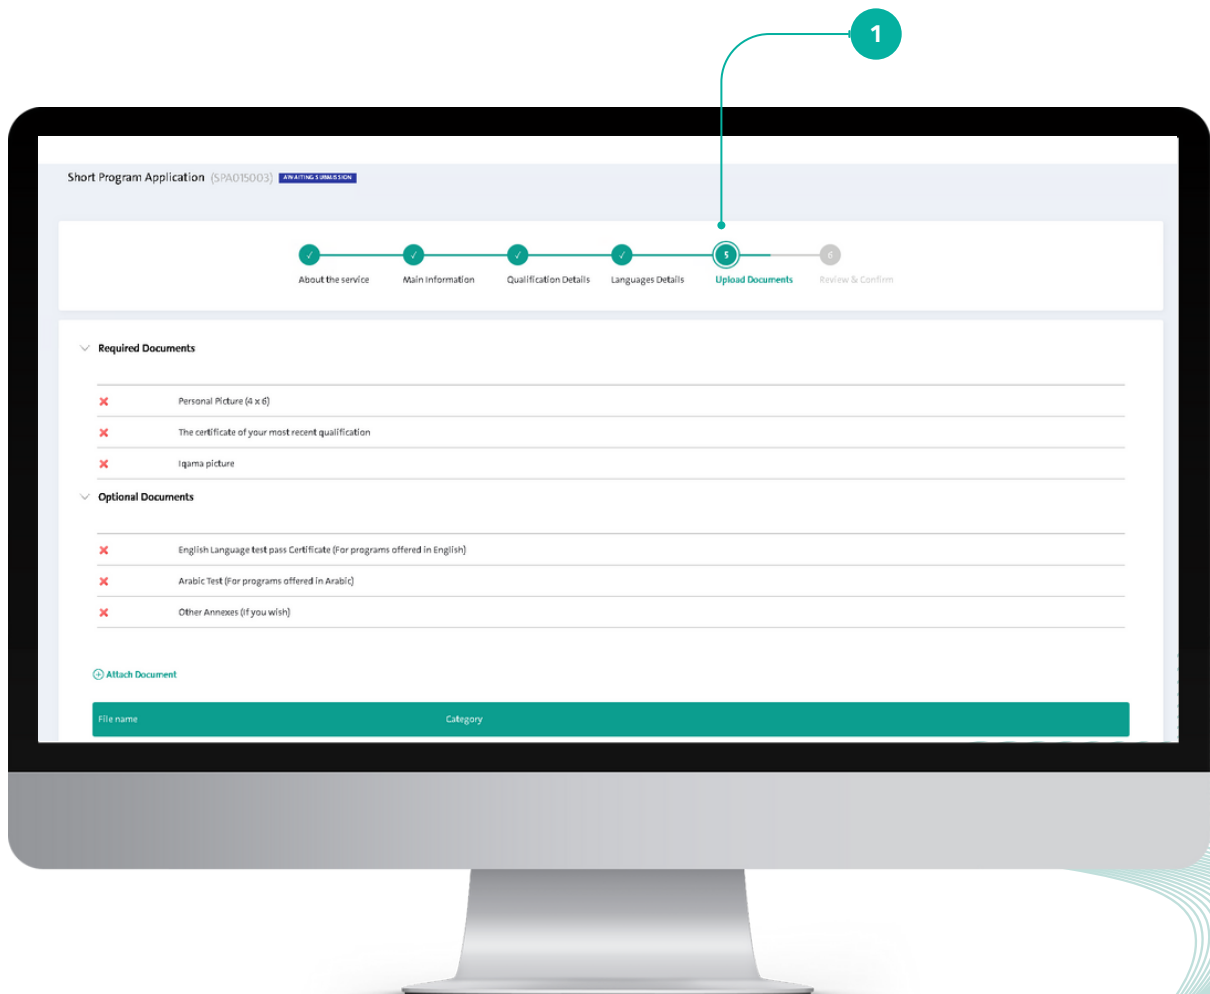 1
Short Program Application (SPA015003) AWAITING SUBMISSION
5 6
About the service Main Information Qualification Details Languages Details Upload Documents Review & Confirm
Required Documents
Personal Picture (4 x 6)
The certificate of your most recent qualification
Iqama picture
Optional Documents
English Language test pass Certificate (For programs offered in English)
Arabic Test (For programs offered in Arabic)
Other Annexes (If you wish)
Attach Document
File name Category